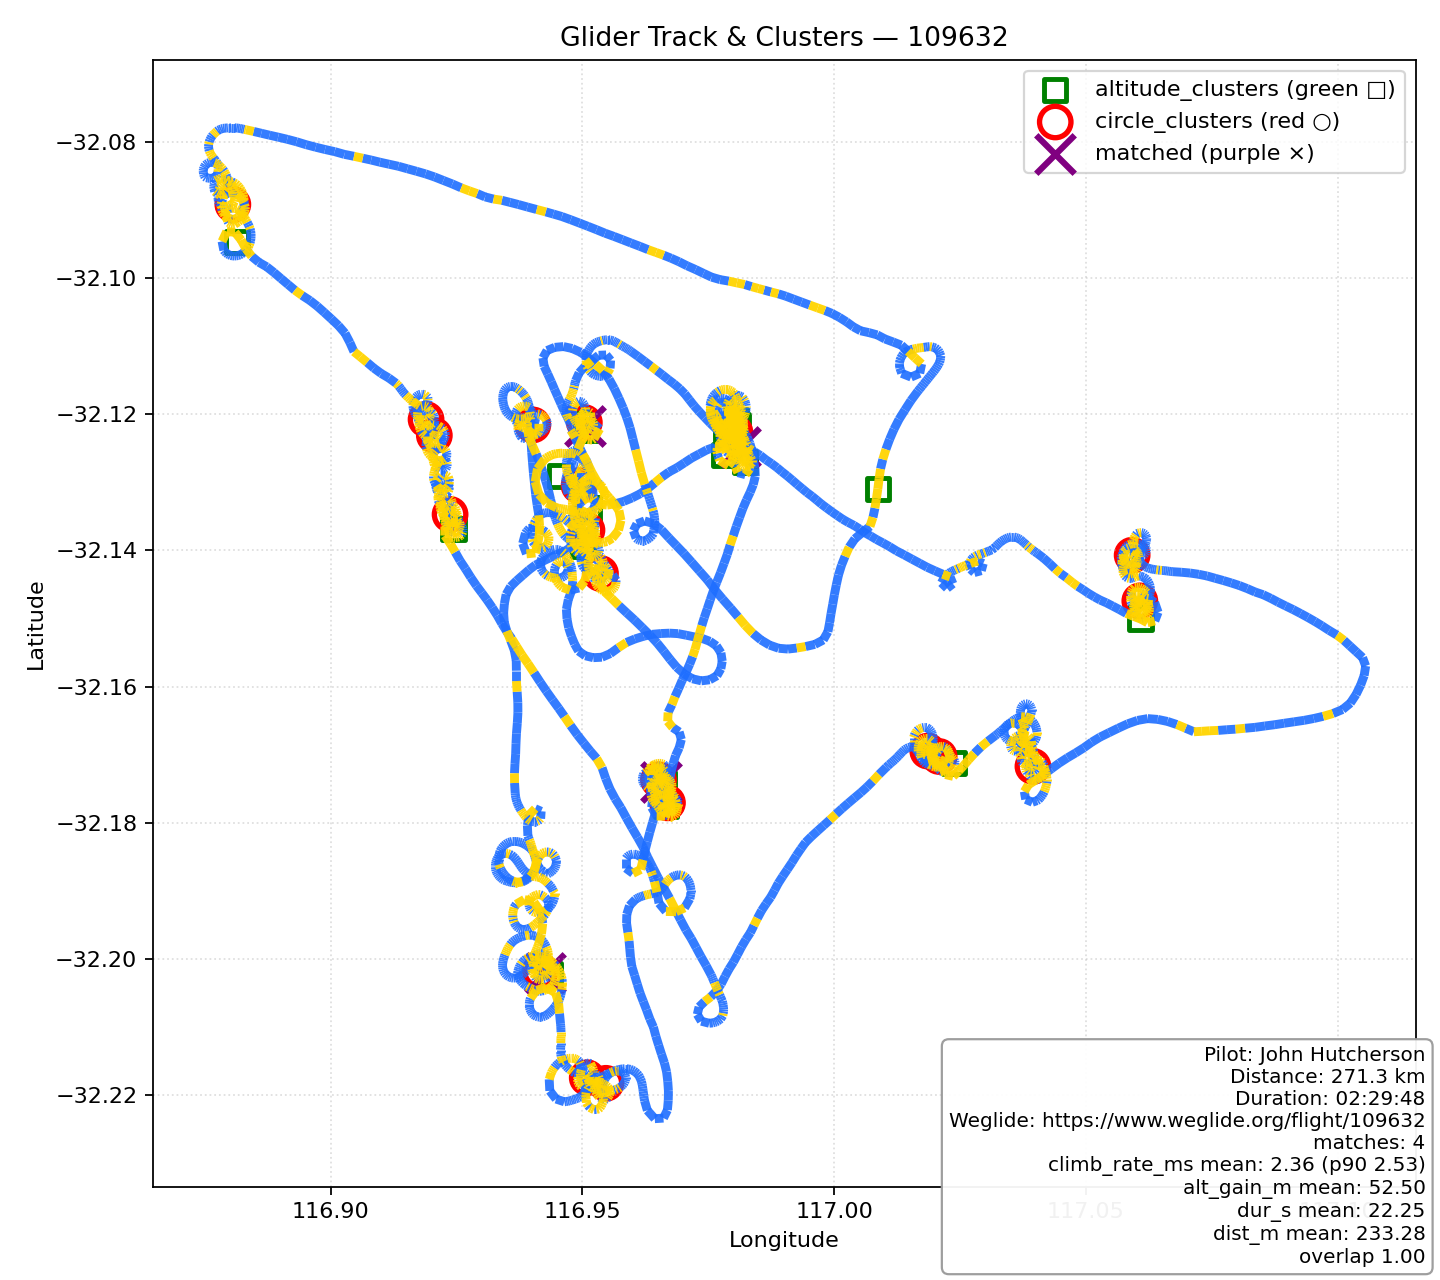 Glider Track & Clusters — 109632
altitude_clusters (green □)
circle_clusters (red ○)
matched (purple ×)
−32.08
−32.10
−32.12
−32.14
−32.16
−32.18
−32.20
−32.22
Latitude
116.90
116.95
117.00
117.05
Longitude
Pilot: John Hutcherson
Distance: 271.3 km
Duration: 02:29:48
Weglide: https://www.weglide.org/flight/109632
matches: 4
climb_rate_ms mean: 2.36 (p90 2.53)
alt_gain_m mean: 52.50
dur_s mean: 22.25
dist_m mean: 233.28
overlap 1.00